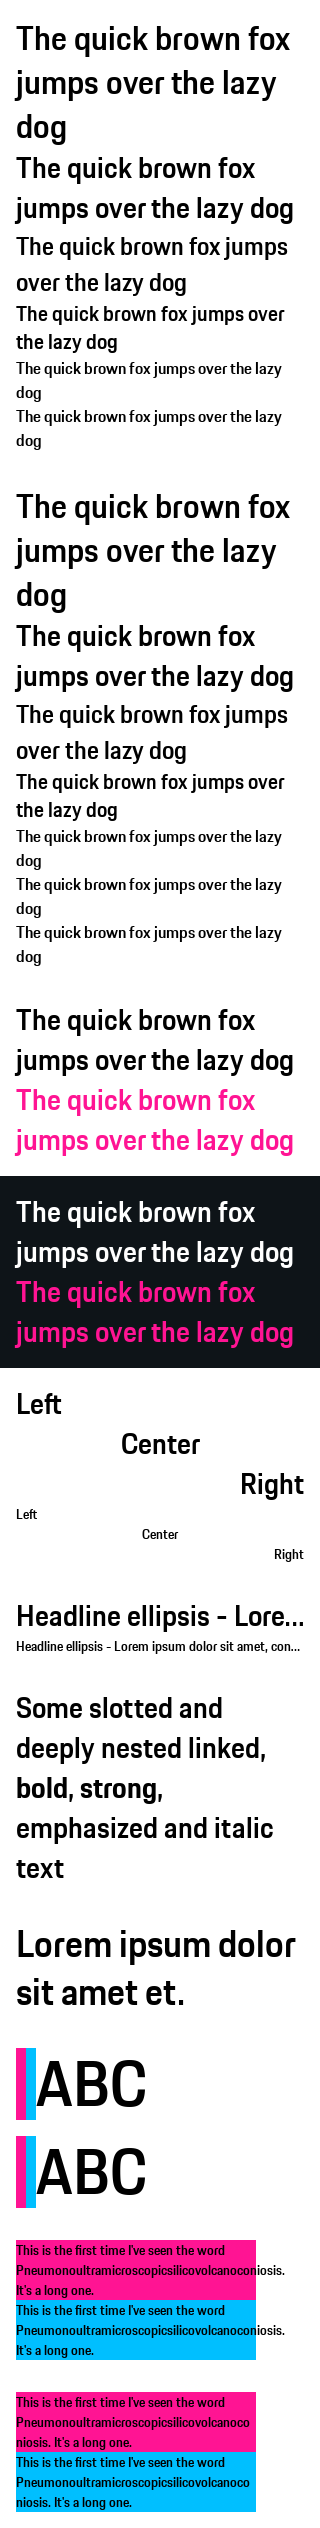 The quick brown fox
jumps over the lazy
dog
The quick brown fox
jumps over the lazy dog
The quick brown fox jumps
over the lazy dog
The quick brown fox jumps over
the lazy dog
The quick brown fox jumps over the lazy
dog
The quick brown fox jumps over the lazy
dog
The quick brown fox
jumps over the lazy
dog
The quick brown fox
jumps over the lazy dog
The quick brown fox jumps
over the lazy dog
The quick brown fox jumps over
the lazy dog
The quick brown fox jumps over the lazy
dog
The quick brown fox jumps over the lazy
dog
The quick brown fox jumps over the lazy
dog
The quick brown fox
jumps over the lazy dog
The quick brown fox
jumps over the lazy dog
The quick brown fox
jumps over the lazy dog
The quick brown fox
jumps over the lazy dog
Left
Center
Right
Left
Center
Right
Headline ellipsis - Lore...
Headline ellipsis - Lorem ipsum dolor sit amet, con...
Some slotted and
deeply nested linked,
bold, strong,
emphasized and italic
text
Lorem ipsum dolor
sit amet et.
ABC
ABC
This is the first time I've seen the word
Pneumonoultramicroscopicsilicovolcanoconiosis.
It's a long one.
This is the first time I've seen the word
Pneumonoultramicroscopicsilicovolcanoconiosis.
It's a long one.
This is the first time I've seen the word
Pneumonoultramicroscopicsilicovolcanoco
niosis. It's a long one.
This is the first time I've seen the word
Pneumonoultramicroscopicsilicovolcanoco
niosis. It's a long one.